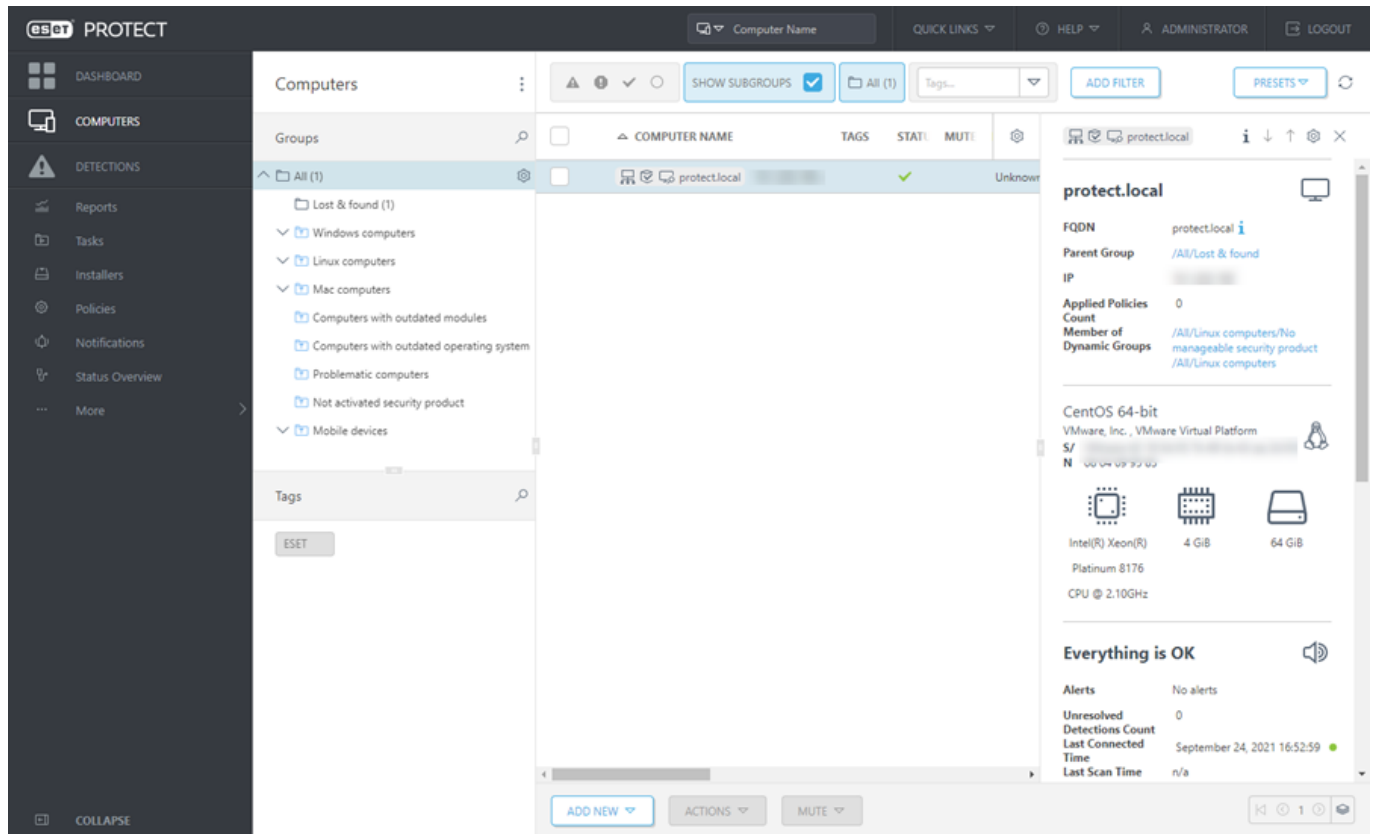 eset PROTECT
Computer Name
QUICK LINKS
HELP
ADMINISTRATOR
LOGOUT
DASHBOARD
COMPUTERS
DETECTIONS
Reports
Tasks
Installers
Policies
Notifications
Status Overview
More
COLLAPSE
Computers
Groups
All (1)
Lost & found (1)
Windows computers
Linux computers
Mac computers
Computers with outdated modules
Computers with outdated operating system
Problematic computers
Not activated security product
Mobile devices
Tags
ESET
SHOW SUBGROUPS
All (1)
Tags...
ADD FILTER
PRESETS
COMPUTER NAME TAGS STATU MUTE
protect.local Unknown
ADD NEW
ACTIONS
MUTE
1
protect.local
protect.local
FQDN protect.local
Parent Group /All/Lost & found
IP
Applied Policies 0
Count
Member of /All/Linux computers/No
Dynamic Groups manageable security product
/All/Linux computers
CentOS 64-bit
VMware, Inc. , VMware Virtual Platform
S/
N
Intel(R) Xeon(R) 4 GiB 64 GiB
Platinum 8176
CPU @ 2.10GHz
Everything is OK
Alerts No alerts
Unresolved 0
Detections Count
Last Connected September 24, 2021 16:52:59
Time
Last Scan Time n/a